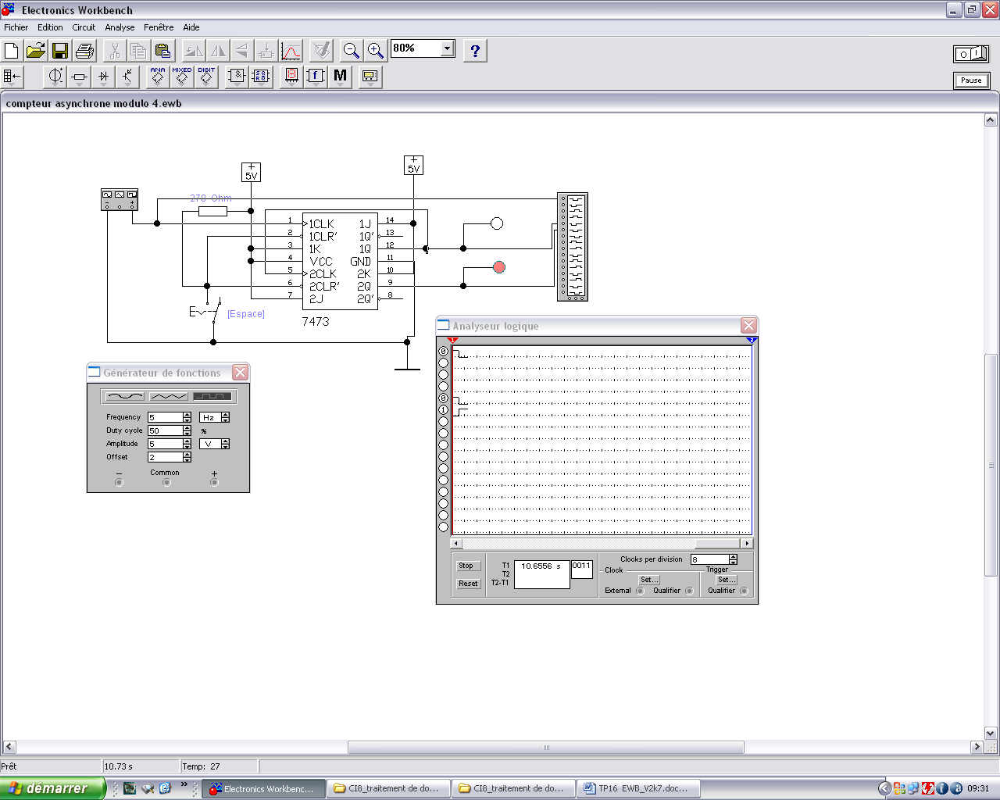 Electronics Workbench
Fichier Edition Circuit Analyse Fenêtre Aide
80%
?
0 1
ANA MIXED DIGIT
f M
Pause
compteur asynchrone modulo 4.ewb
+
5V
+
5V
270 Ohm
1 1CLK 1J 14
2 1CLR' 1Q' 13
3 1K 1Q 12
4 VCC GND 11
5 2CLK 2K 10
6 2CLR' 2Q 9
7 2J 2Q' 8
7473
[Espace]
Générateur de fonctions
Frequency 5 Hz
Duty cycle 50 %
Amplitude 5 V
Offset 2
− Common +
Analyseur logique
1 2
0
0
1
Stop
Reset
T1 10.6556 s 0011
T2
T2-T1
Clocks per division 8
Clock
Set...
External Qualifier
Trigger
Set...
Qualifier
Prêt 10.73 s Temp: 27
démarrer
»
Electronics Workbenc...
CI8_traitement de do...
CI8_traitement de do...
TP16_EWB_V2k7.doc...
09:31